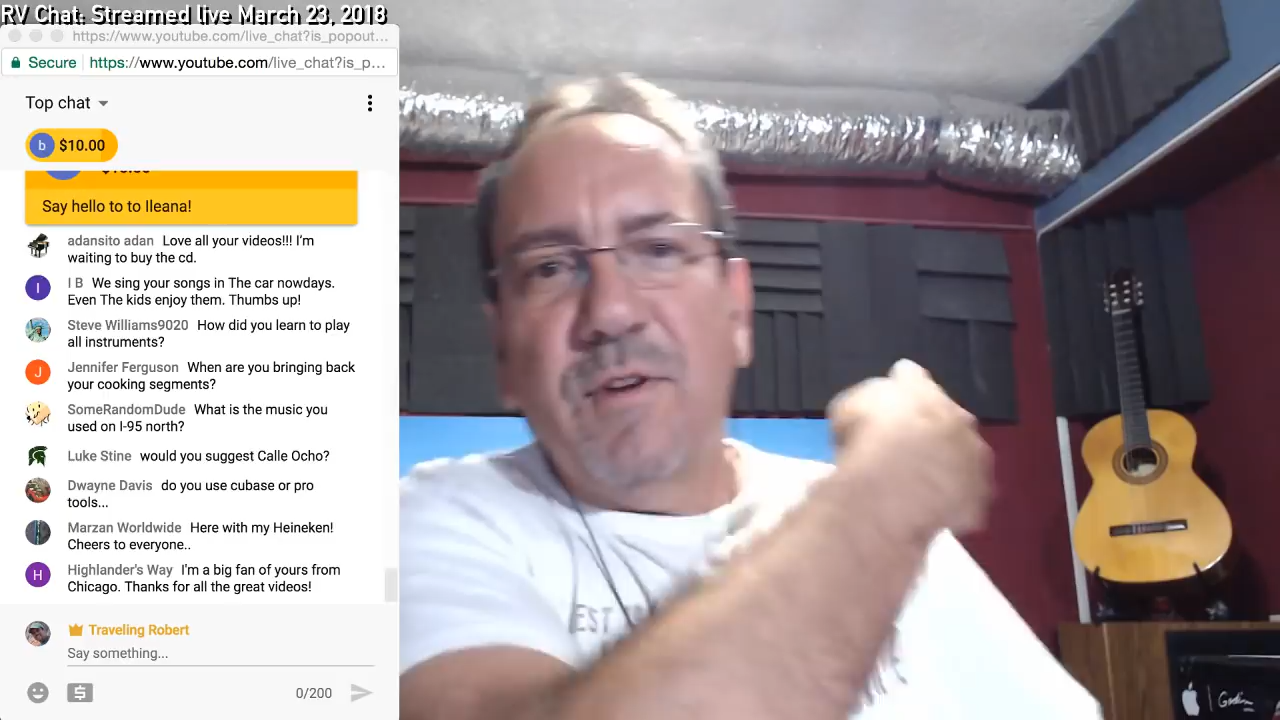 RV Chat. Streamed live March 23, 2018
https://www.youtube.com/live_chat?is_popout...
Secure https://www.youtube.com/live_chat?is_p...
Top chat
b $10.00
Say hello to to Ileana!
adansito adan Love all your videos!!! I'm
waiting to buy the cd.
I I B We sing your songs in The car nowdays.
Even The kids enjoy them. Thumbs up!
Steve Williams9020 How did you learn to play
all instruments?
J Jennifer Ferguson When are you bringing back
your cooking segments?
SomeRandomDude What is the music you
used on I-95 north?
Luke Stine would you suggest Calle Ocho?
Dwayne Davis do you use cubase or pro
tools...
Marzan Worldwide Here with my Heineken!
Cheers to everyone..
H Highlander's Way I'm a big fan of yours from
Chicago. Thanks for all the great videos!
Traveling Robert
Say something...
0/200
EST
Godin